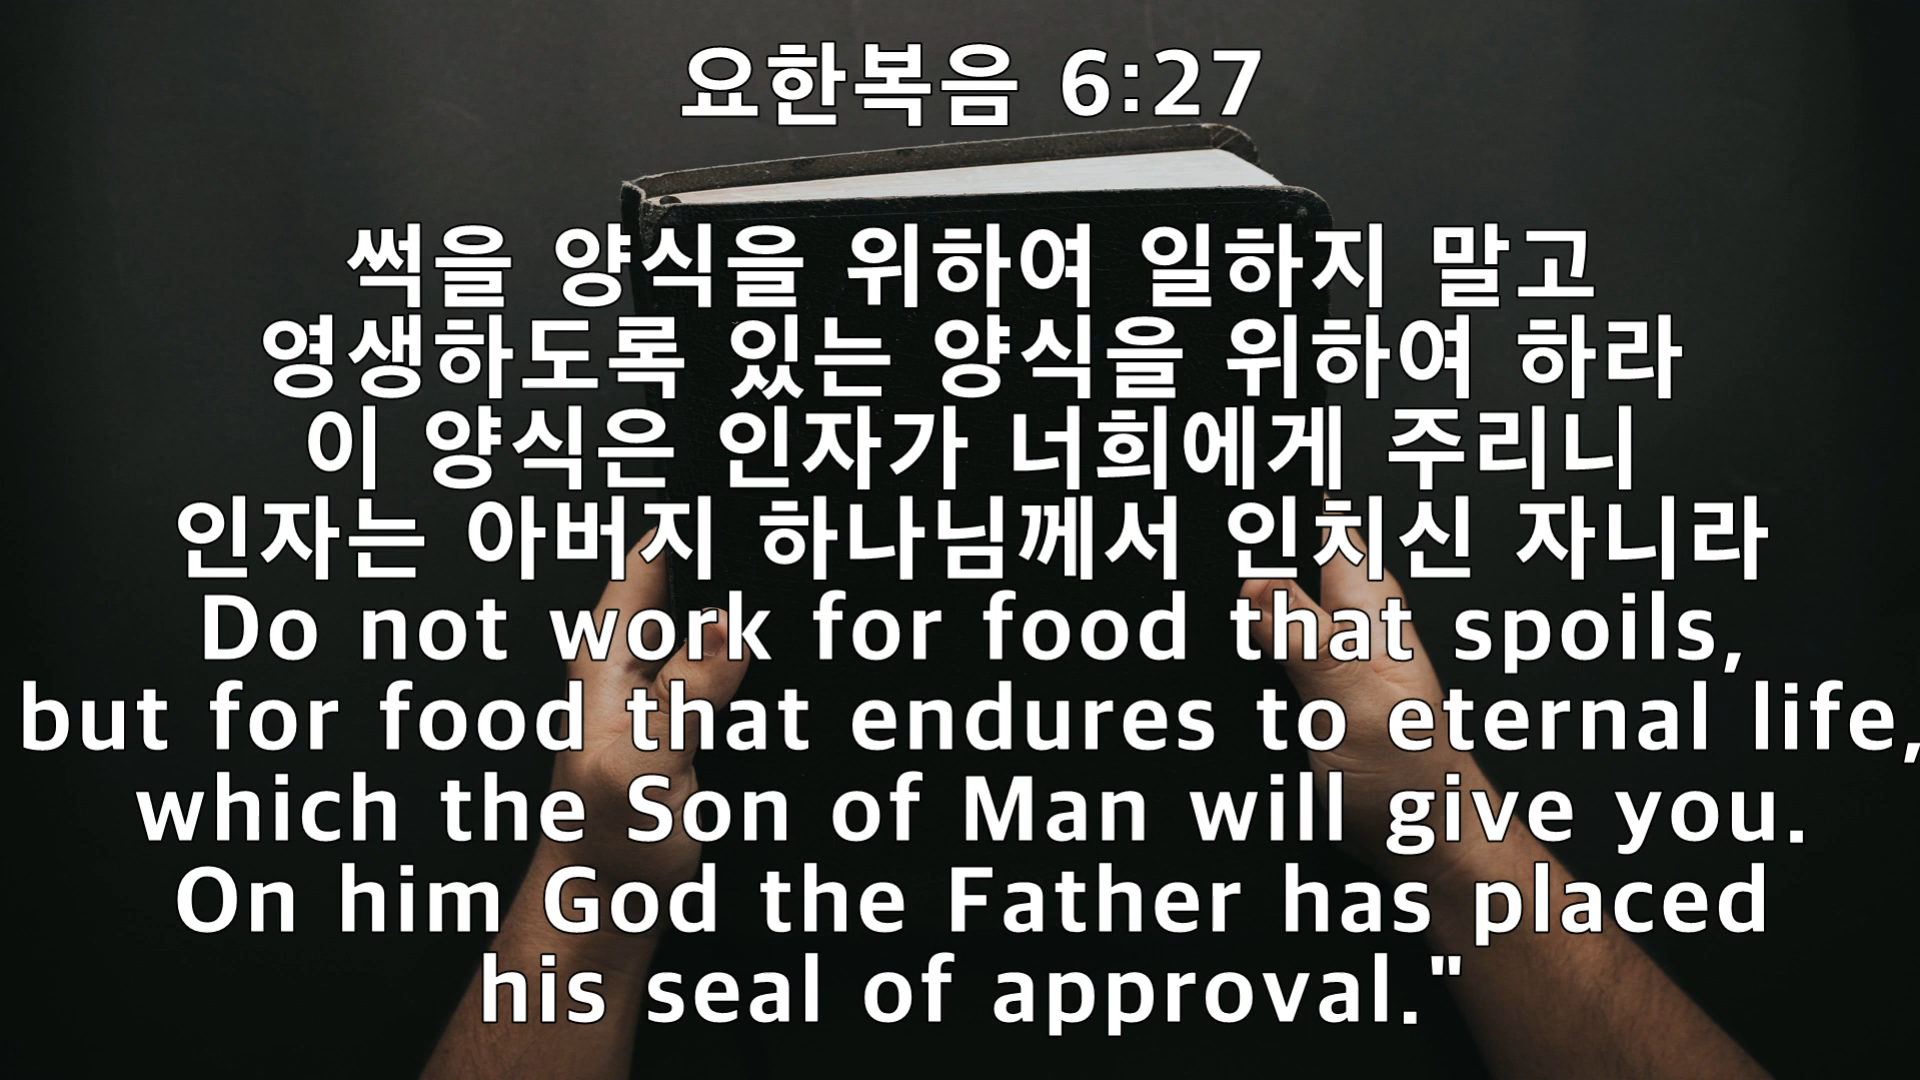 요한복음 6:27
썩을 양식을 위하여 일하지 말고
영생하도록 있는 양식을 위하여 하라
이 양식은 인자가 너희에게 주리니
인자는 아버지 하나님께서 인치신 자니라
Do not work for food that spoils,
but for food that endures to eternal life,
which the Son of Man will give you.
On him God the Father has placed
his seal of approval."